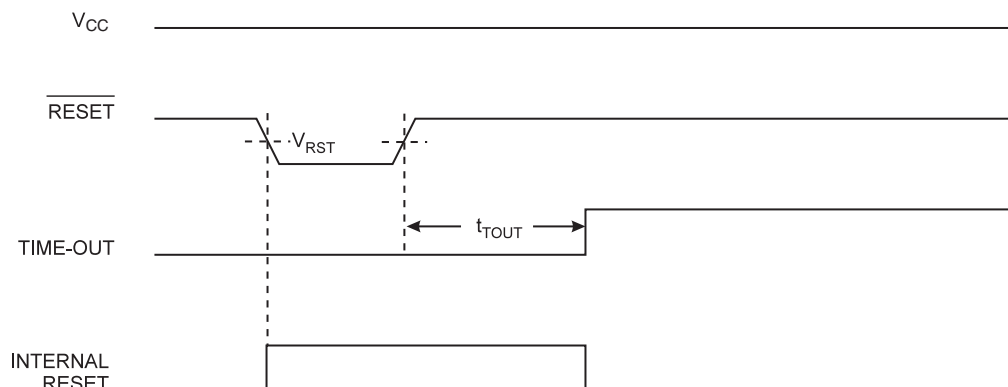 VCC
RESET
VRST
tTOUT
TIME-OUT
INTERNAL
RESET